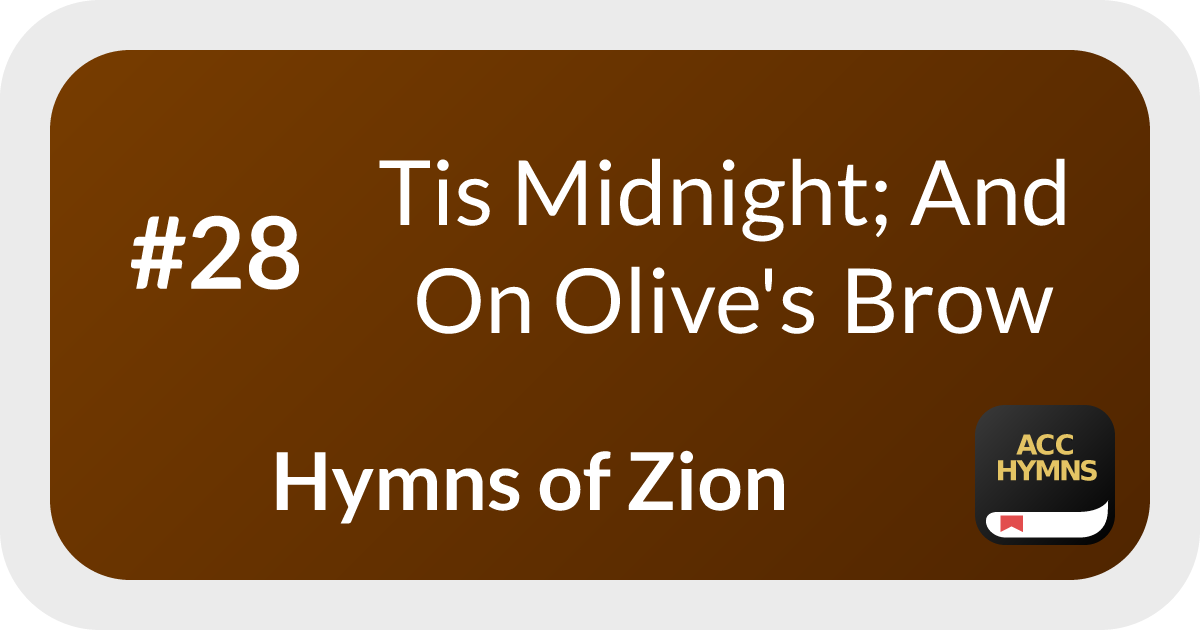 #28
Tis Midnight; And
On Olive's Brow
Hymns of Zion
ACC
HYMNS